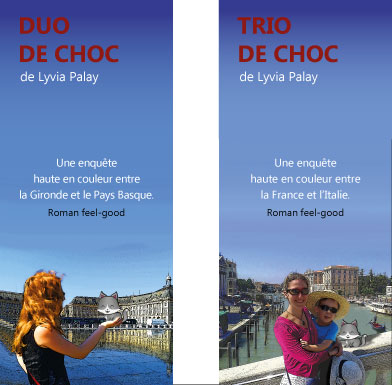 DUO
DE CHOC
de Lyvia Palay
Une enquête
haute en couleur entre
la Gironde et le Pays Basque.
Roman feel-good
TRIO
DE CHOC
de Lyvia Palay
Une enquête
haute en couleur entre
la France et l'Italie.
Roman feel-good